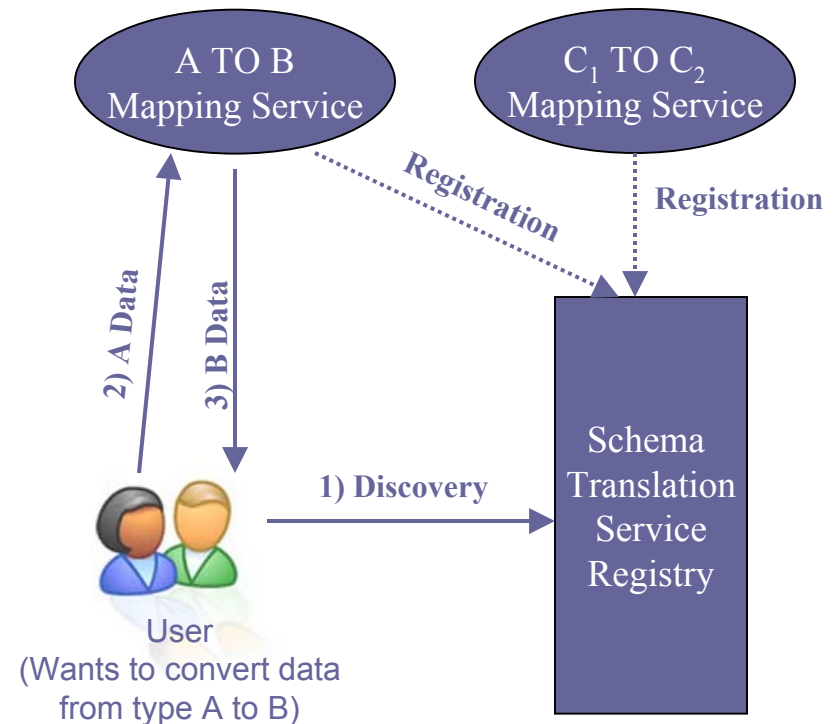 A TO B
Mapping Service
C₁ TO C₂
Mapping Service
Registration
Registration
2) A Data
3) B Data
1) Discovery
Schema
Translation
Service
Registry
User
(Wants to convert data
from type A to B)